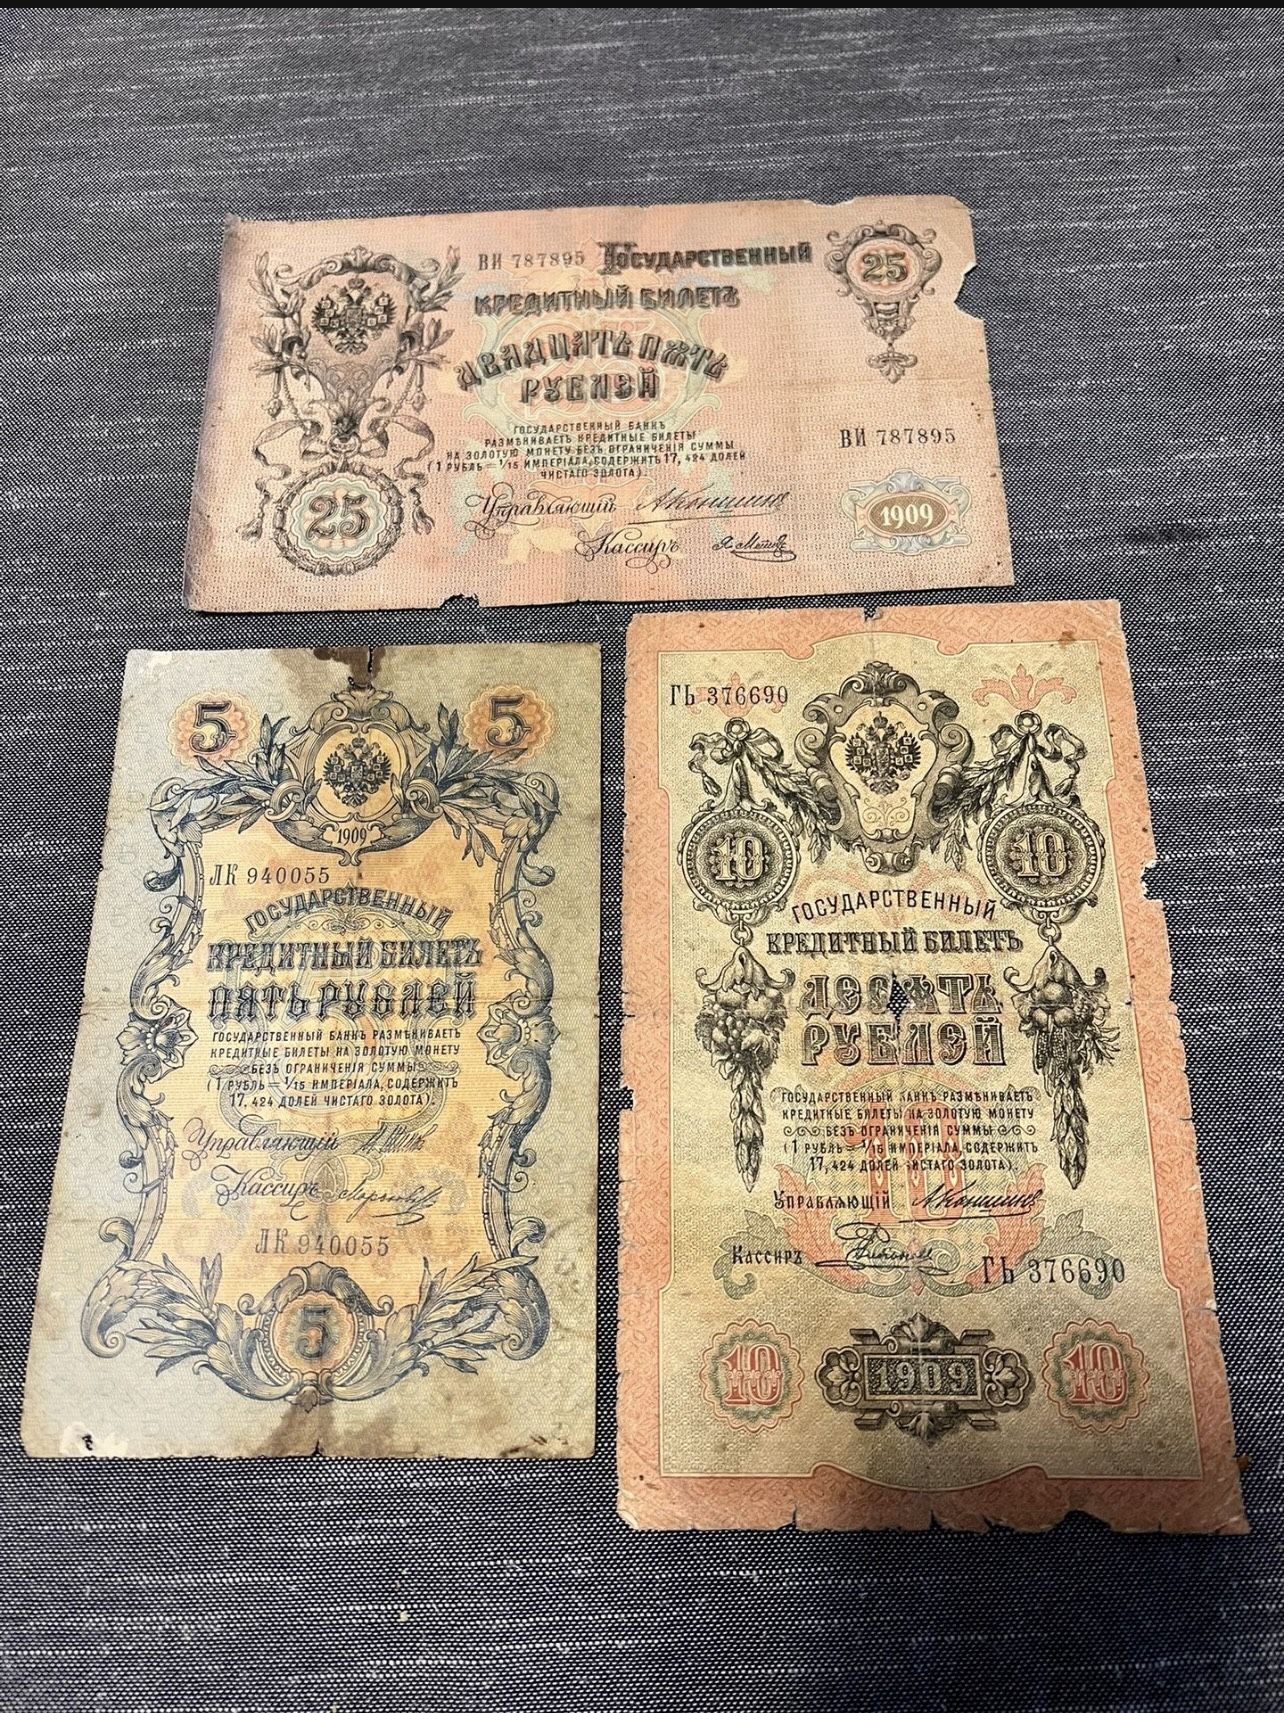 ВИ 787895 Государственный
25
КРЕДИТНЫЙ БИЛЕТЪ
ДВАДЦАТЬ ПЯТЬ
РУБЛЕЙ
ГОСУДАРСТВЕННЫЙ БАНКЪ
РАЗМѢНИВАЕТЪ КРЕДИТНЫЕ БИЛЕТЫ
НА ЗОЛОТУЮ МОНЕТУ БЕЗЪ ОГРАНИЧЕНІЯ СУММЫ
(1 РУБЛЬ = 1/15 ИМПЕРІАЛА, СОДЕРЖИТЪ 17,424 ДОЛЕЙ
ЧИСТАГО ЗОЛОТА).
ВИ 787895
25
Управляющій
1909
Кассиръ
5 5
1909
ЛК 940055
ГОСУДАРСТВЕННЫЙ
КРЕДИТНЫЙ БИЛЕТЪ
ПЯТЬ РУБЛЕЙ
ГОСУДАРСТВЕННЫЙ БАНКЪ РАЗМѢНИВАЕТЪ
КРЕДИТНЫЕ БИЛЕТЫ НА ЗОЛОТУЮ МОНЕТУ
БЕЗЪ ОГРАНИЧЕНІЯ СУММЫ
(1 РУБЛЬ = 1/15 ИМПЕРІАЛА, СОДЕРЖИТЪ
17,424 ДОЛЕЙ ЧИСТАГО ЗОЛОТА).
Управляющій
Кассиръ
ЛК 940055
5
ГЬ 376690
10 10
ГОСУДАРСТВЕННЫЙ
КРЕДИТНЫЙ БИЛЕТЪ
ДЕСЯТЬ
РУБЛЕЙ
ГОСУДАРСТВЕННЫЙ БАНКЪ РАЗМѢНИВАЕТЪ
КРЕДИТНЫЕ БИЛЕТЫ НА ЗОЛОТУЮ МОНЕТУ
БЕЗЪ ОГРАНИЧЕНІЯ СУММЫ
(1 РУБЛЬ = 1/15 ИМПЕРІАЛА, СОДЕРЖИТЪ
17,424 ДОЛЕЙ ЧИСТАГО ЗОЛОТА).
УПРАВЛЯЮЩІЙ
КАССИРЪ
ГЬ 376690
10 1909 10